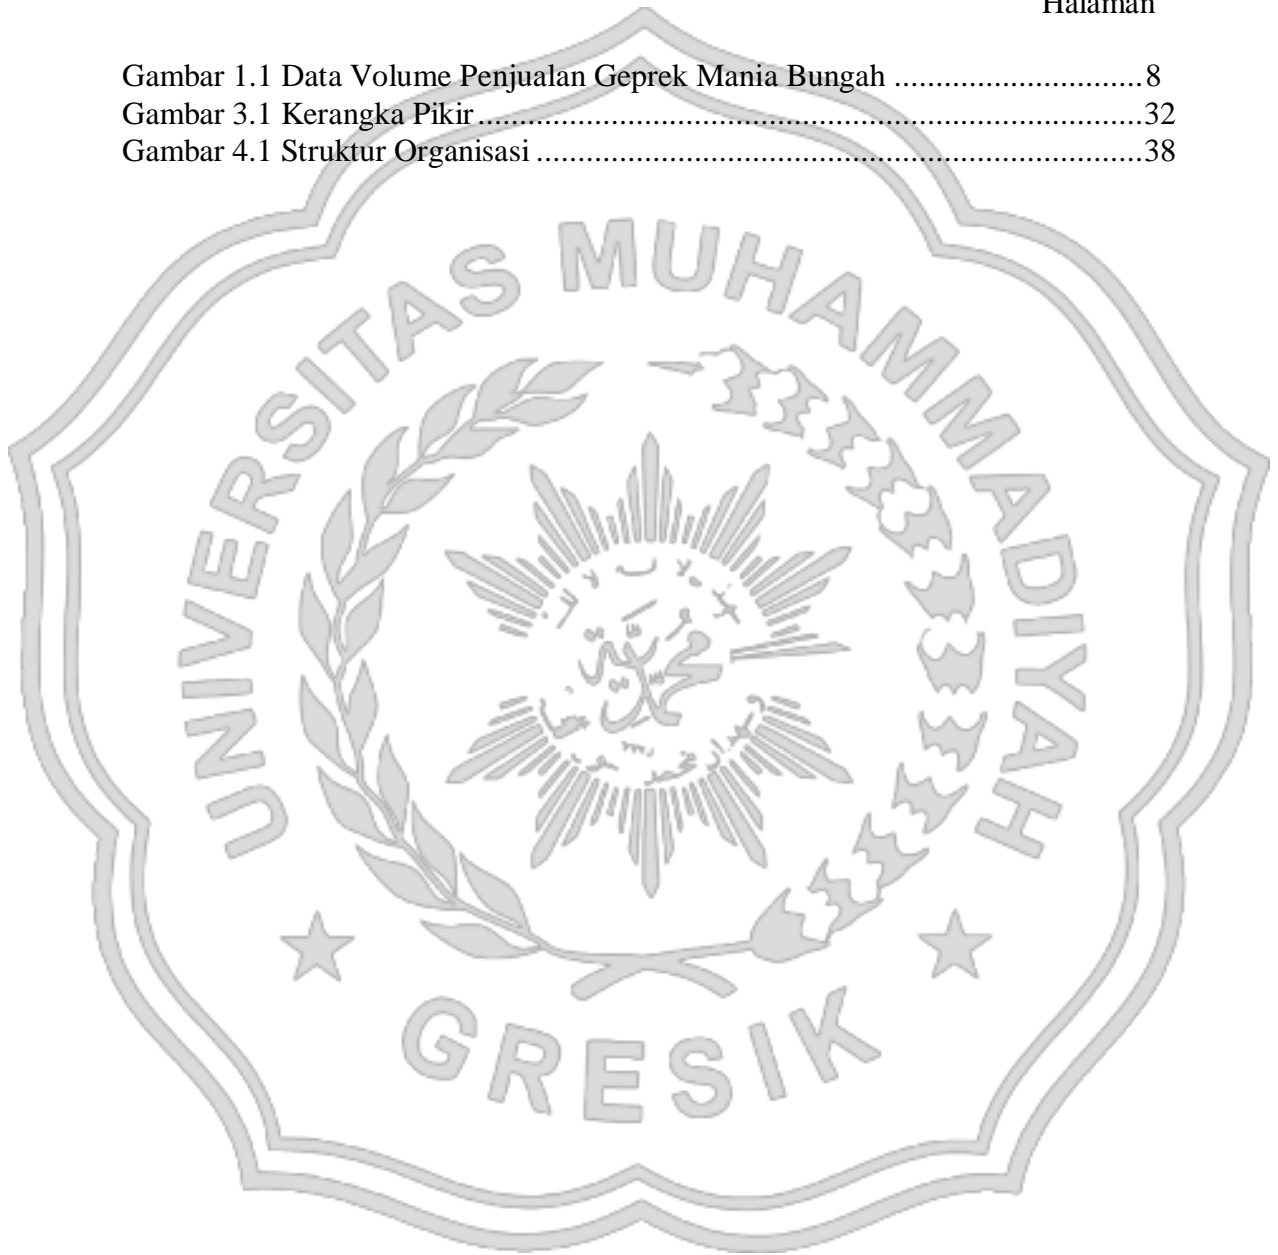 Halaman
Gambar 1.1 Data Volume Penjualan Geprek Mania Bungah ..............................8
Gambar 3.1 Kerangka Pikir................................................................................32
Gambar 4.1 Struktur Organisasi .........................................................................38
UNIVERSITAS MUHAMMADIYAH
GRESIK